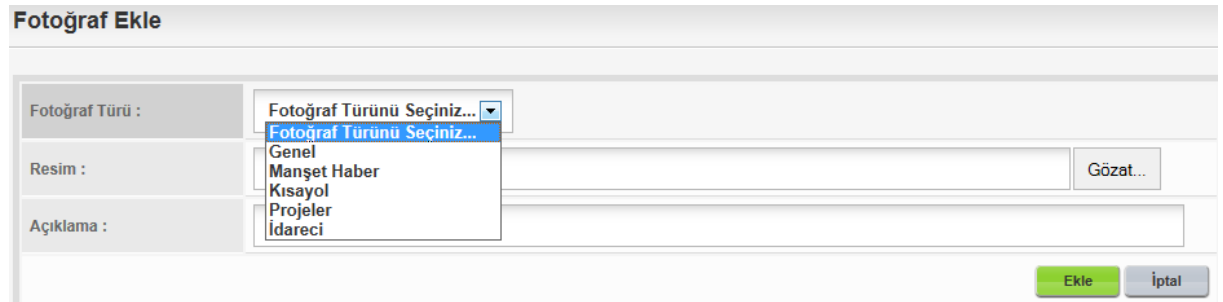 Fotoğraf Ekle
Fotoğraf Türü :
Fotoğraf Türünü Seçiniz...
Fotoğraf Türünü Seçiniz...
Genel
Manşet Haber
Kısayol
Projeler
İdareci
Resim :
Gözat...
Açıklama :
Ekle
İptal